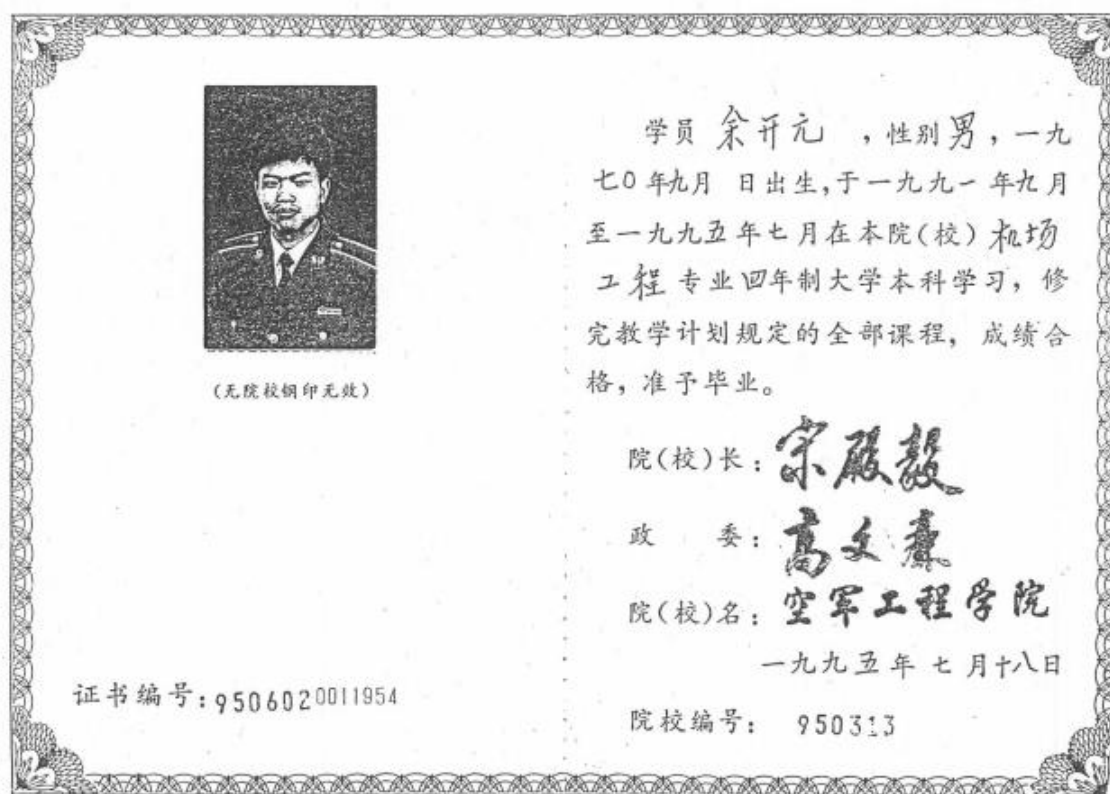 (无院校钢印无效)
证书编号:9506020011954
学员 余开元 ,性别男,一九
七〇年九月 日出生,于一九九一年九月
至一九九五年七月在本院(校)机场
工程专业四年制大学本科学习,修
完教学计划规定的全部课程,成绩合
格,准予毕业。
院(校)长:宗殿毅
政 委:高文
院(校)名:空军工程学院
一九九五年七月十八日
院校编号: 950313